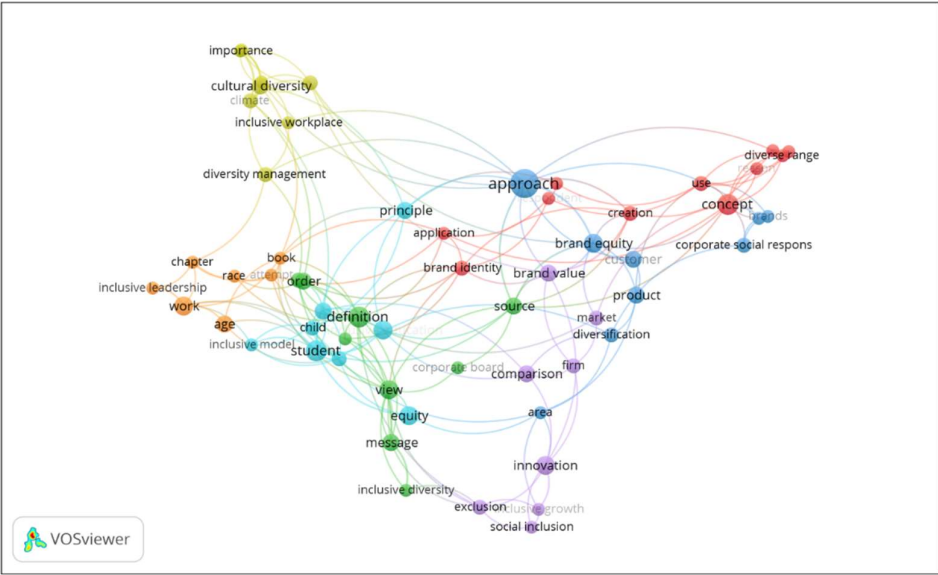 importance
cultural diversity
climate
inclusive workplace
diverse range
diversity management
approach
use
concept
principle
creation
brands
application
brand equity
corporate social respons
customer
chapter
book
race
attempt
order
brand identity
brand value
inclusive leadership
work
product
source
age
definition
child
market
diversification
inclusive model
student
corporate board
comparison
firm
view
equity
area
message
innovation
inclusive diversity
exclusion
inclusive growth
social inclusion
VOSviewer